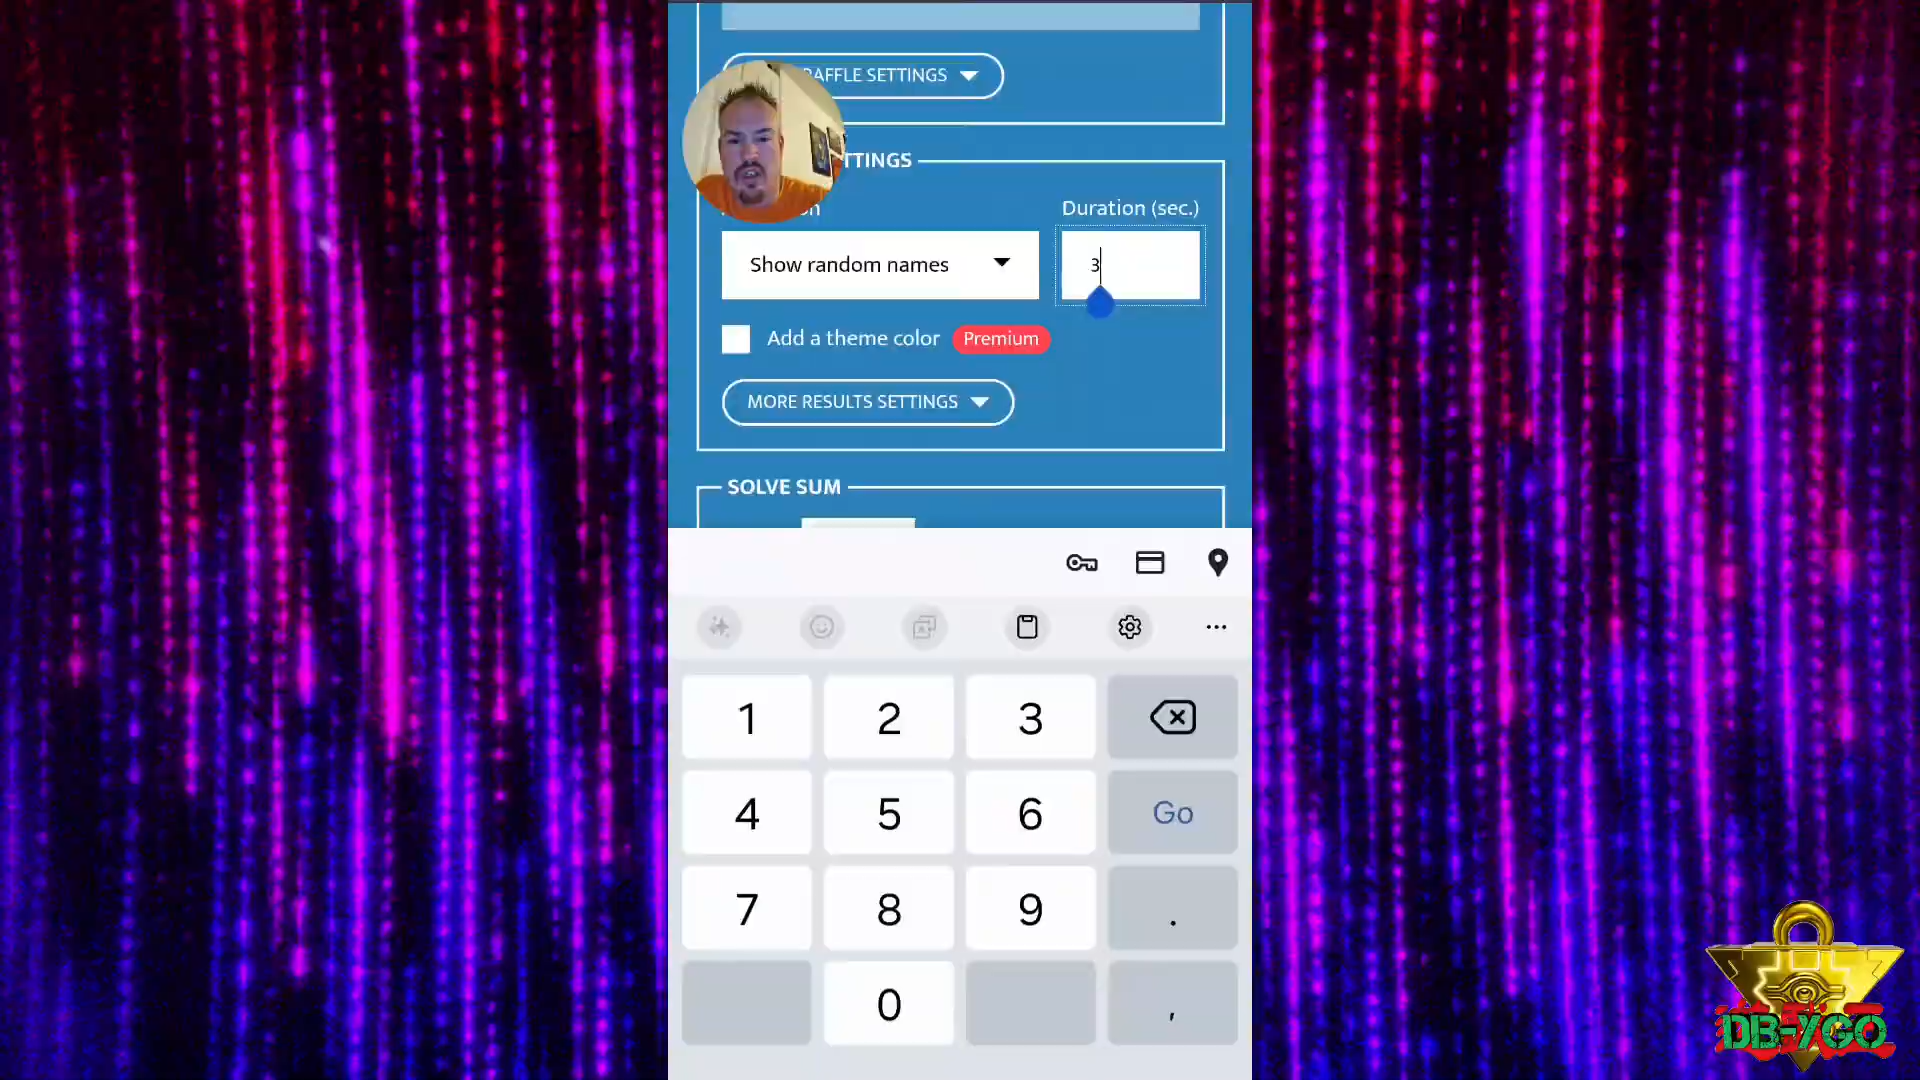 RAFFLE SETTINGS
TTINGS
Duration (sec.)
Show random names
3
Add a theme color Premium
MORE RESULTS SETTINGS
SOLVE SUM
1 2 3
4 5 6 Go
7 8 9 .
0 ,
DB-YGO